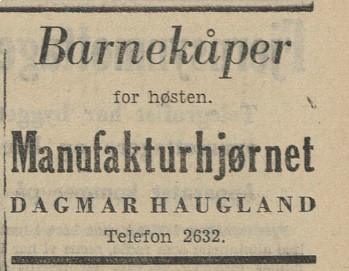 Barnekåper
for høsten.
Manufakturhjørnet
DAGMAR HAUGLAND
Telefon 2632.